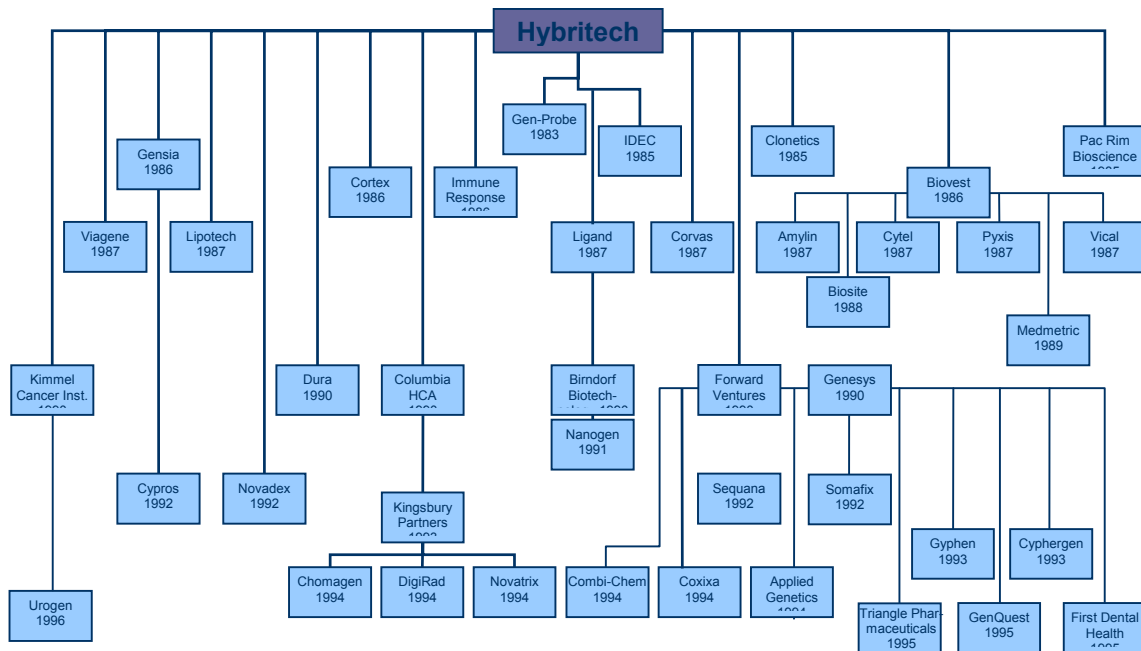 Hybritech
Gen-Probe
1983
IDEC
1985
Clonetics
1985
Pac Rim
Bioscience
Gensia
1986
Cortex
1986
Immune
Response
Biovest
1986
Viagene
1987
Lipotech
1987
Ligand
1987
Corvas
1987
Amylin
1987
Cytel
1987
Pyxis
1987
Vical
1987
Biosite
1988
Medmetric
1989
Kimmel
Cancer Inst.
Dura
1990
Columbia
HCA
Birndorf
Biotech-
Forward
Ventures
Genesys
1990
Nanogen
1991
Cypros
1992
Novadex
1992
Sequana
1992
Somafix
1992
Kingsbury
Partners
Gyphen
1993
Cyphergen
1993
Chomagen
1994
DigiRad
1994
Novatrix
1994
Combi-Chem
1994
Coxixa
1994
Applied
Genetics
Urogen
1996
Triangle Phar-
maceuticals
1995
GenQuest
1995
First Dental
Health